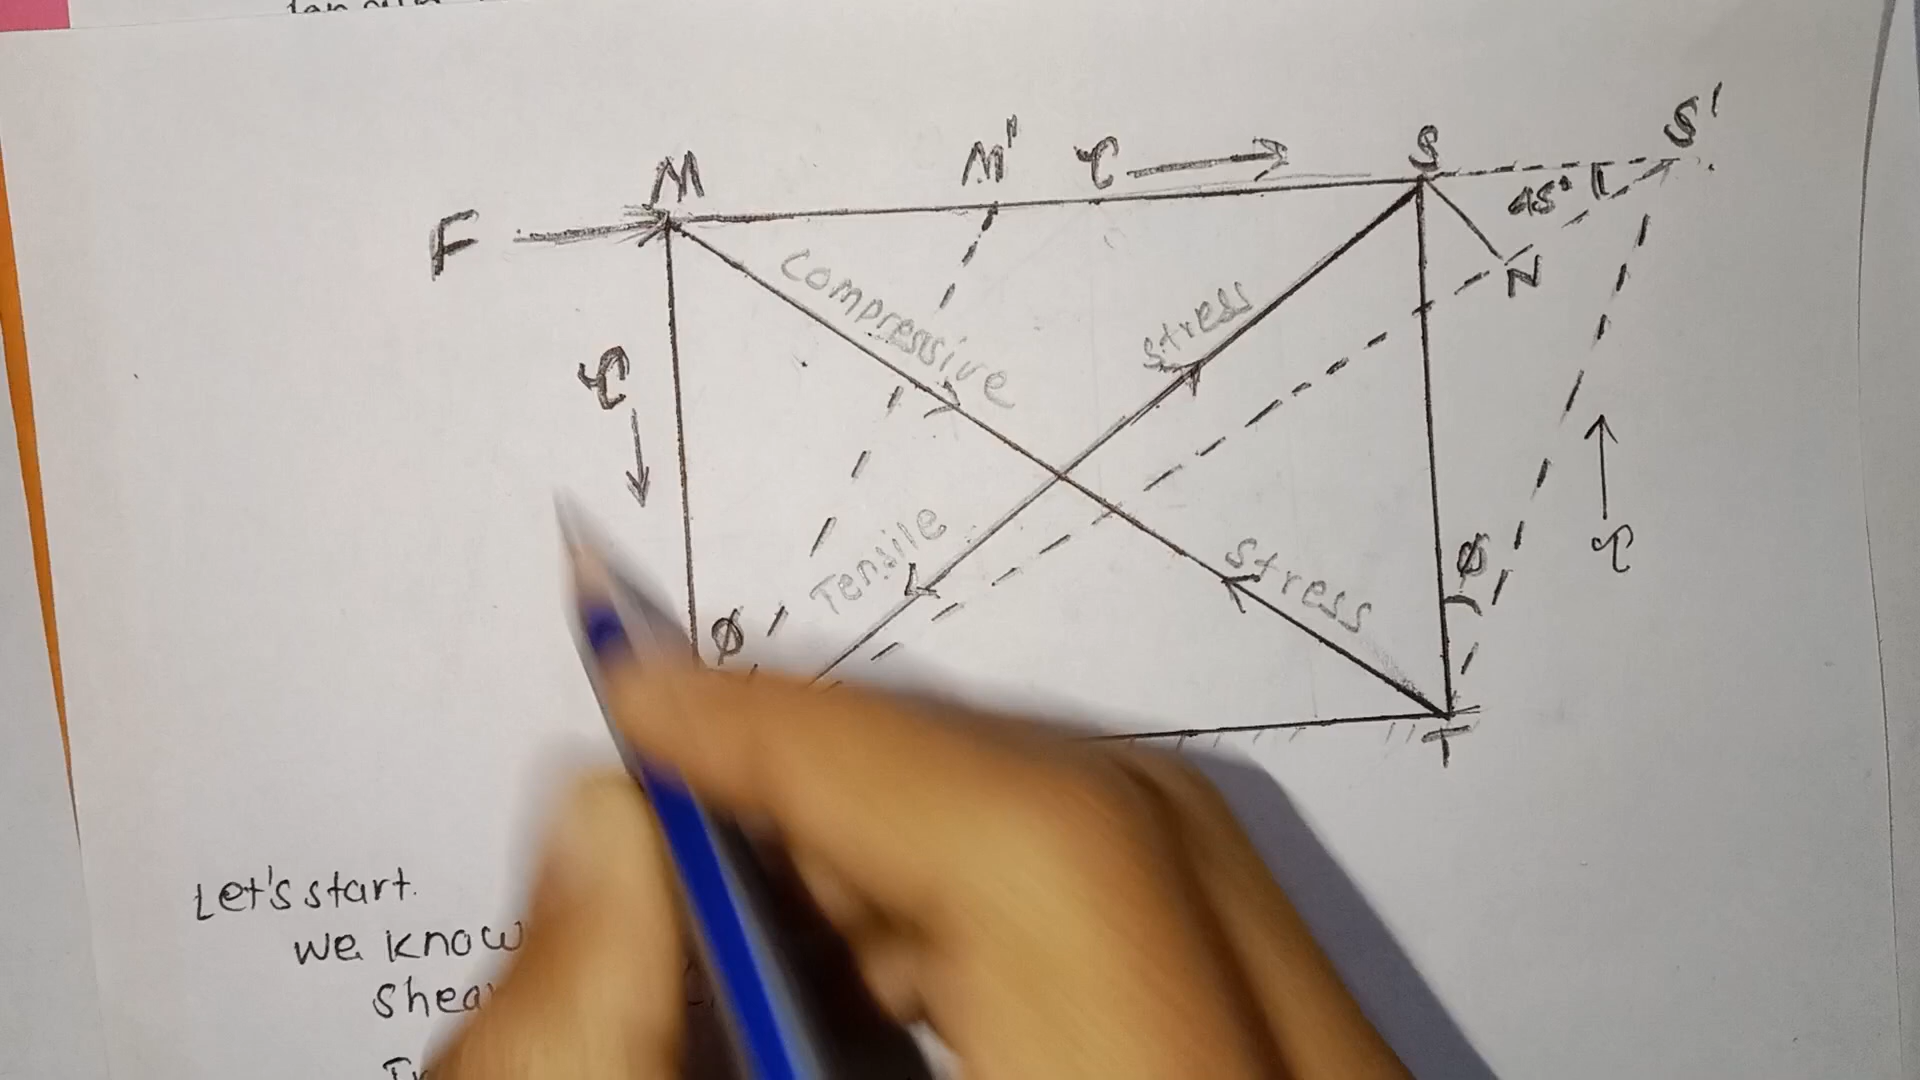 M
M'
τ
S
S'
F
45°
N
compressive
stress
τ
Tensile
stress
τ
φ
φ
T
Let's start.
we know
shea